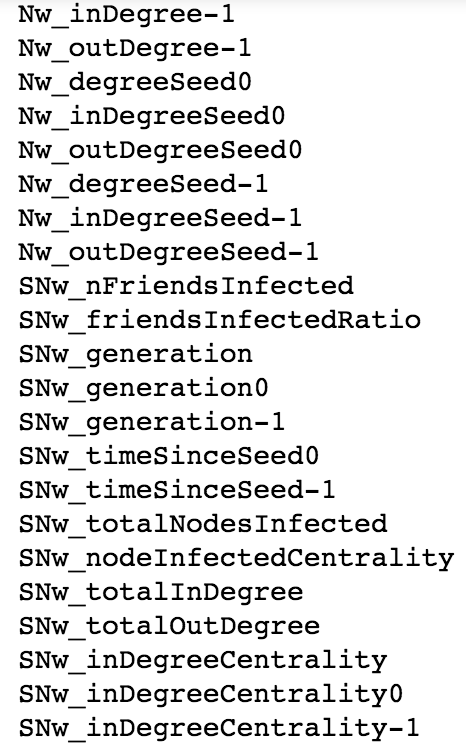 Nw_inDegree-1
Nw_outDegree-1
Nw_degreeSeed0
Nw_inDegreeSeed0
Nw_outDegreeSeed0
Nw_degreeSeed-1
Nw_inDegreeSeed-1
Nw_outDegreeSeed-1
SNw_nFriendsInfected
SNw_friendsInfectedRatio
SNw_generation
SNw_generation0
SNw_generation-1
SNw_timeSinceSeed0
SNw_timeSinceSeed-1
SNw_totalNodesInfected
SNw_nodeInfectedCentrality
SNw_totalInDegree
SNw_totalOutDegree
SNw_inDegreeCentrality
SNw_inDegreeCentrality0
SNw_inDegreeCentrality-1